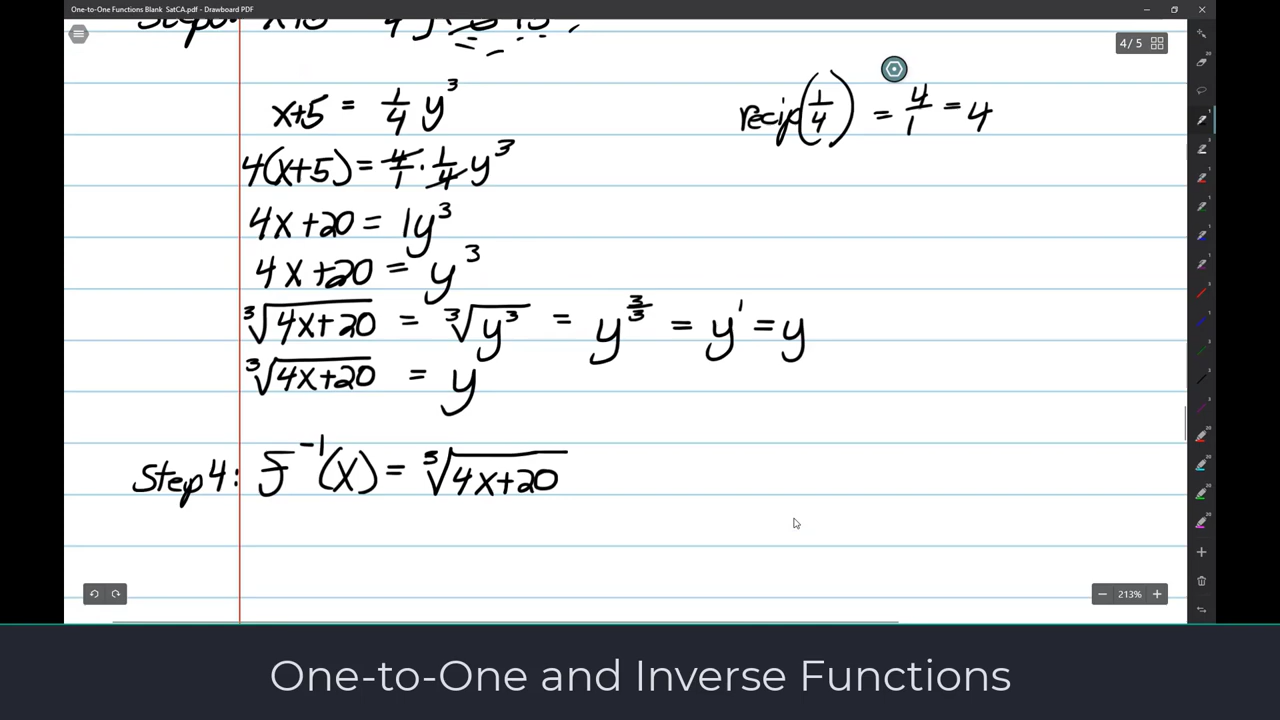 One-to-One Functions Blank SatCA.pdf - Drawboard PDF
4 / 5
x+5 = 1/4 y³
recip(1/4) = 4/1 = 4
4(x+5) = 4/1 · 1/4 y³
4x+20 = 1y³
4x+20 = y³
∛(4x+20) = ∛(y³) = y^(3/3) = y¹ = y
∛(4x+20) = y
Step 4: f⁻¹(x) = ∛(4x+20)
213%
One-to-One and Inverse Functions